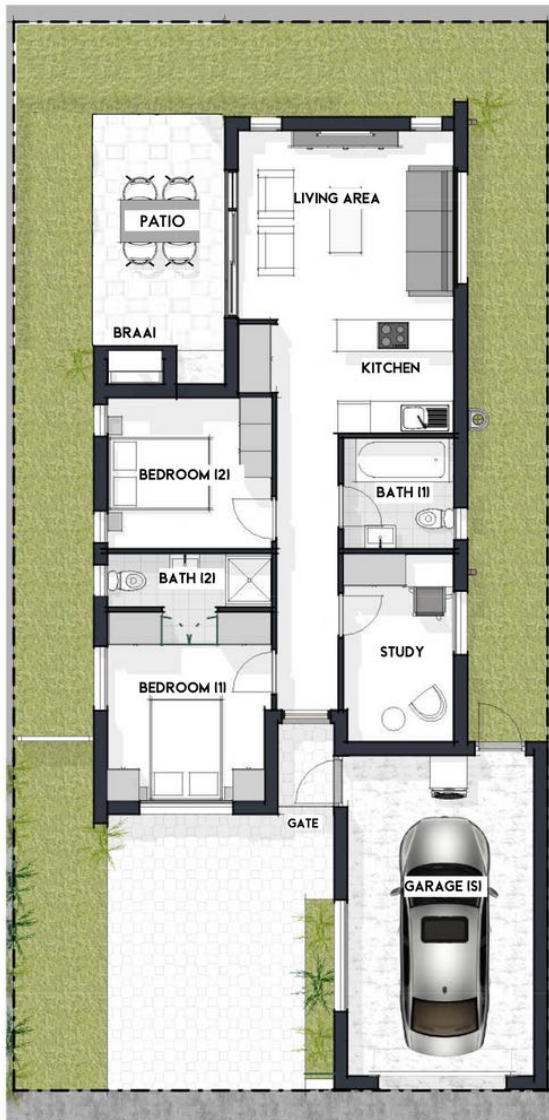 LIVING AREA
PATIO
BRAAI
KITCHEN
BEDROOM (2)
BATH (1)
BATH (2)
STUDY
BEDROOM (1)
GATE
GARAGE (S)